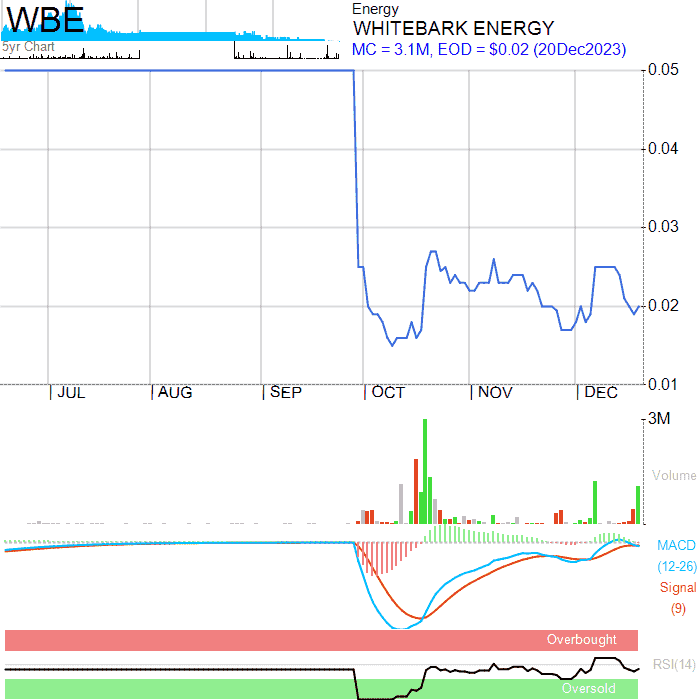 WBE
5yr Chart
Energy
WHITEBARK ENERGY
MC = 3.1M, EOD = $0.02 (20Dec2023)
0.05
0.04
0.03
0.02
0.01
JUL AUG SEP OCT NOV DEC
3M
Volume
MACD
(12-26)
Signal
(9)
Overbought
RSI(14)
Oversold